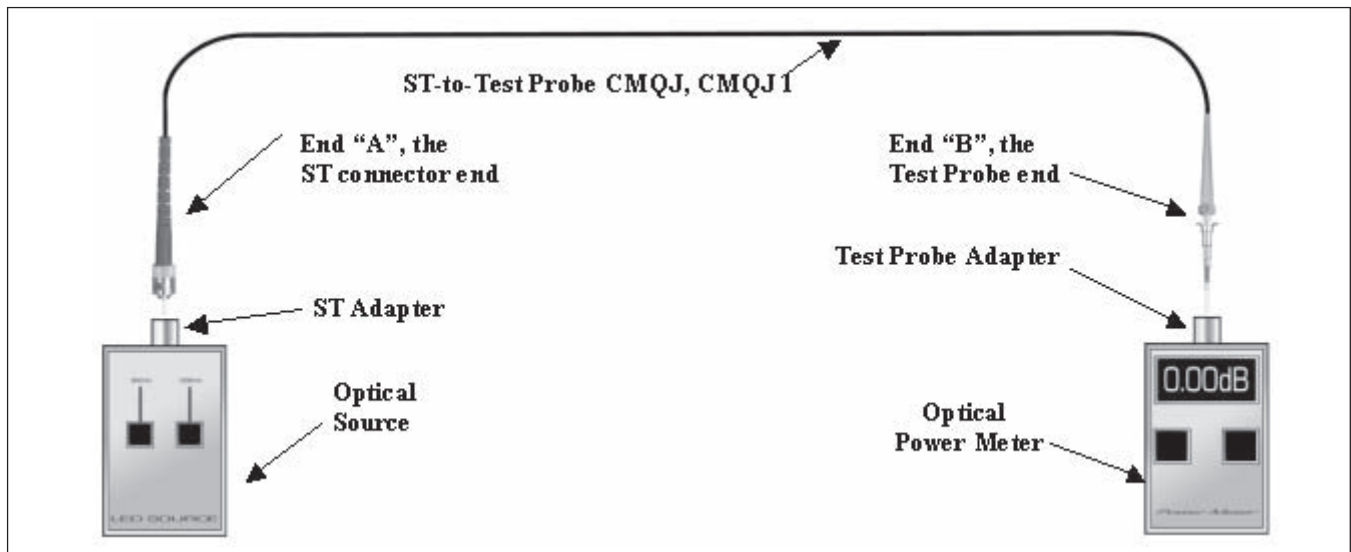 ST-to-Test Probe CMQJ, CMQJ1
End “A”, the
ST connector end
End “B”, the
Test Probe end
Test Probe Adapter
ST Adapter
0.00dB
Optical
Source
Optical
Power Meter
LED SOURCE
Power Meter